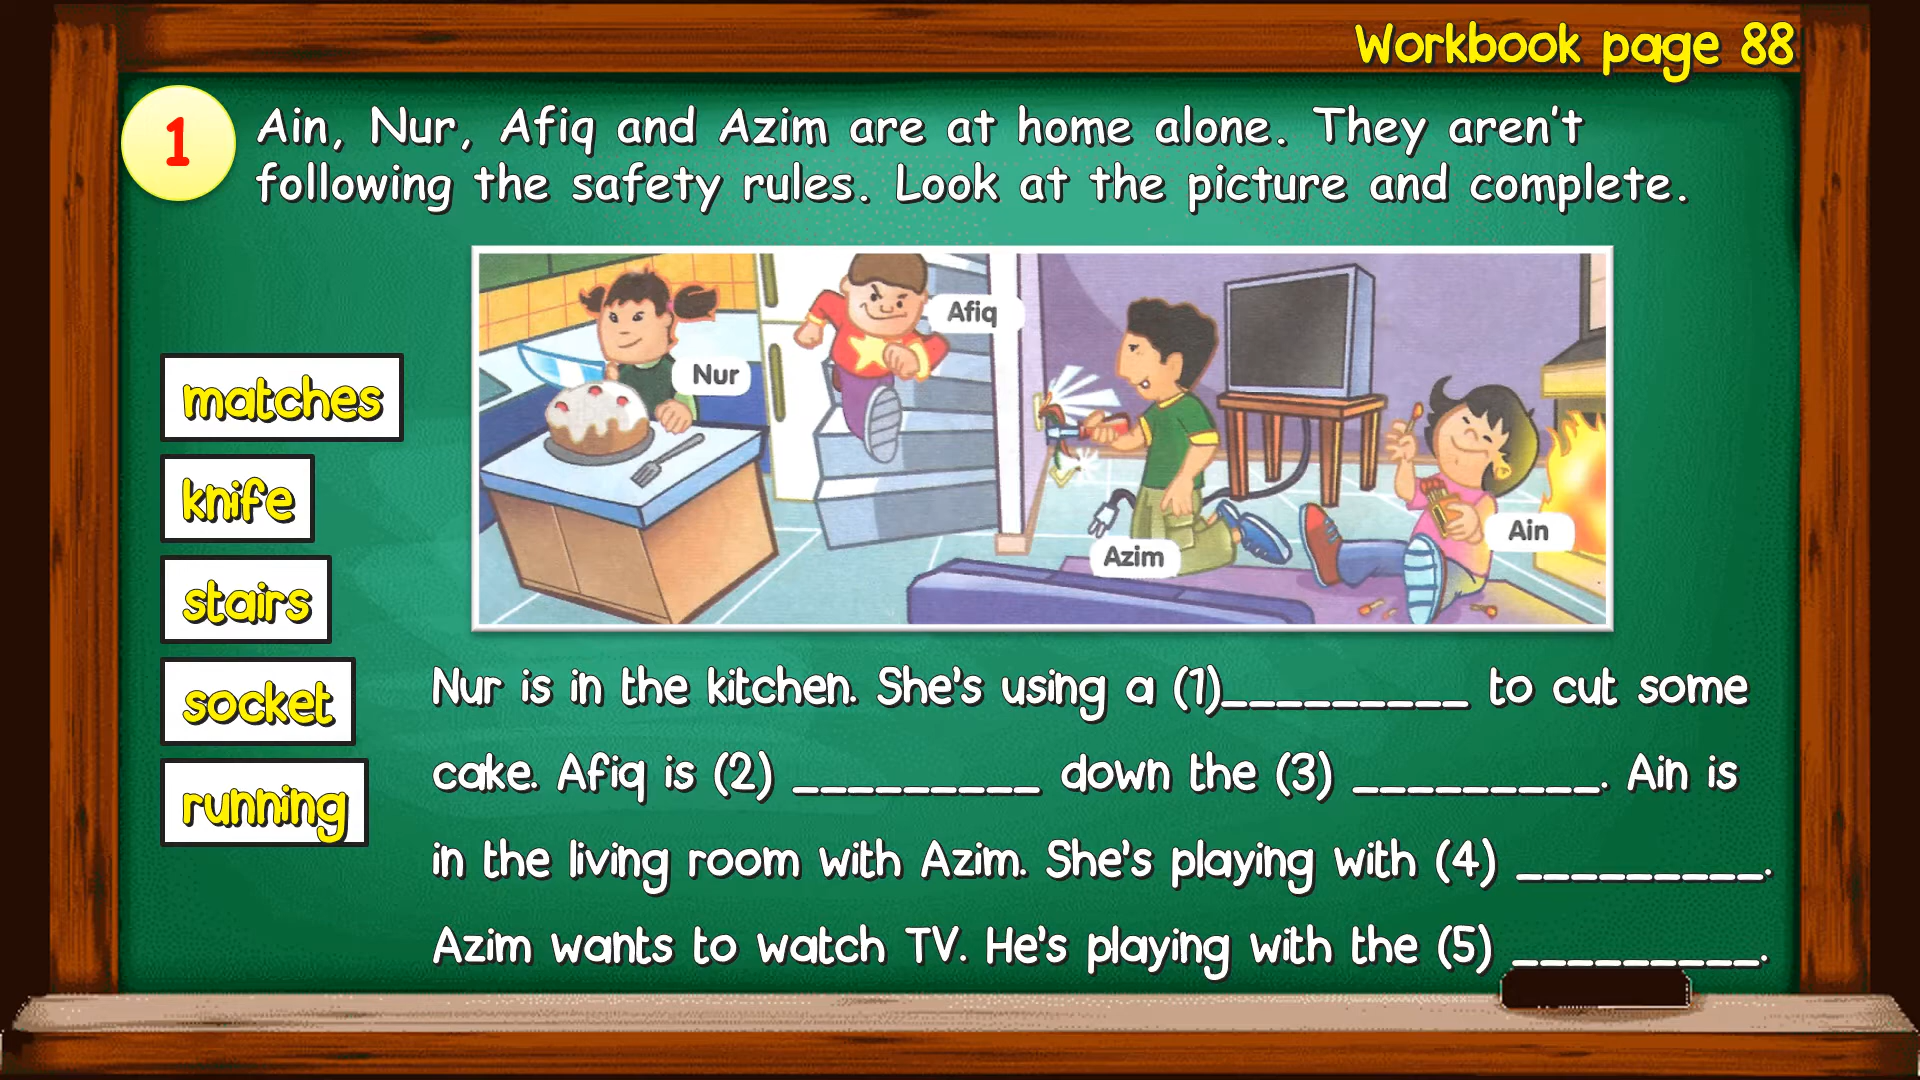 Workbook page 88
1
Ain, Nur, Afiq and Azim are at home alone. They aren't
following the safety rules. Look at the picture and complete.
Afiq
Nur
Azim
Ain
matches
knife
stairs
socket
running
Nur is in the kitchen. She's using a (1)_________ to cut some
cake. Afiq is (2) _________ down the (3) _________. Ain is
in the living room with Azim. She's playing with (4) _________.
Azim wants to watch TV. He's playing with the (5) _________.